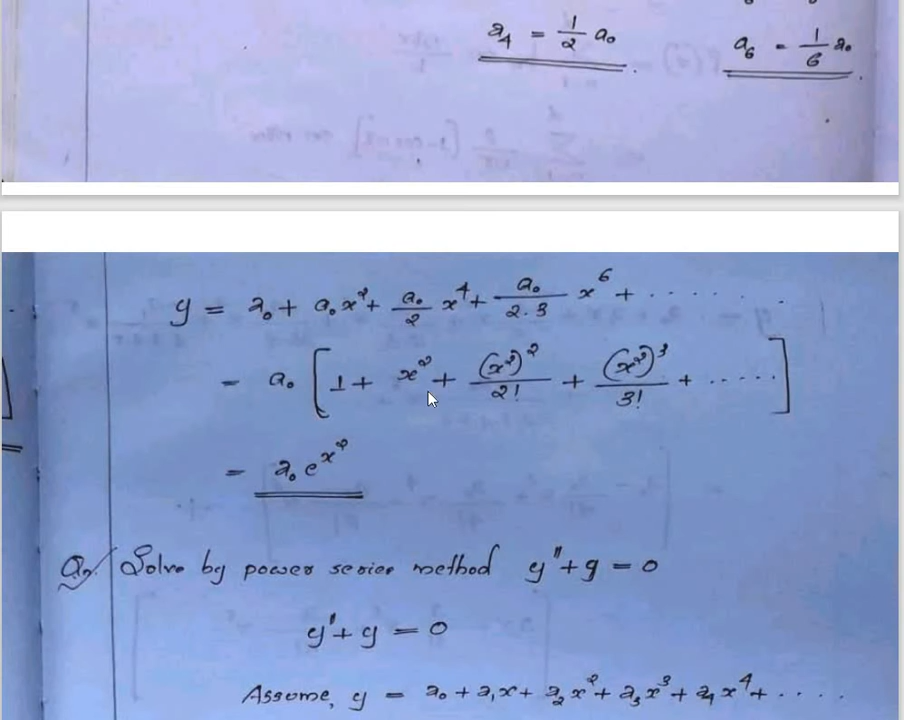 a₄ = 1/2 a₀    a₆ = 1/6 a₀
y = a₀ + a₀x² + a₀/2 x⁴ + a₀/2.3 x⁶ + . . . . . .
= a₀ [1 + x² + (x²)²/2! + (x²)³/3! + . . . . .]
= a₀e^x²
Q. Solve by power series method y'' + y = 0
y'' + y = 0
Assume, y = a₀ + a₁x + a₂x² + a₃x³ + a₄x⁴ + . . . .